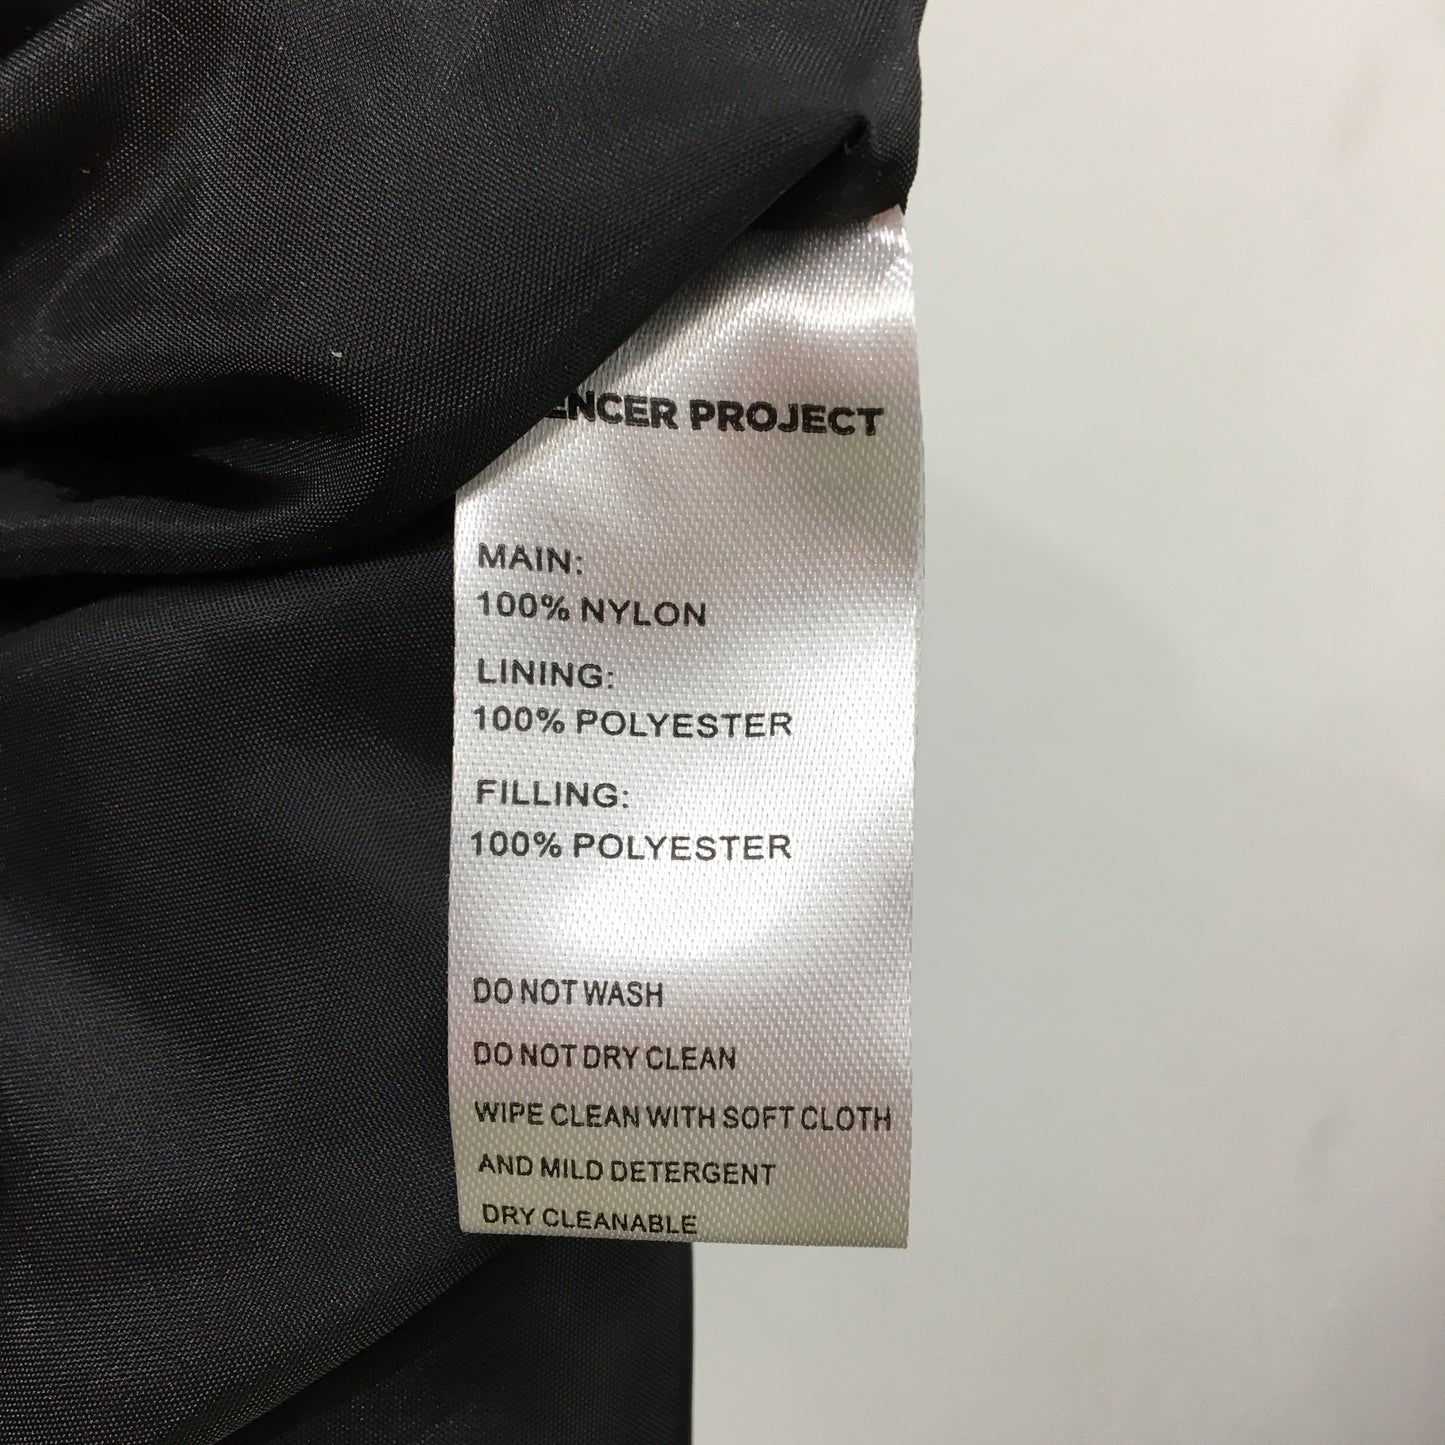 ENCER PROJECT
MAIN:
100% NYLON
LINING:
100% POLYESTER
FILLING:
100% POLYESTER
DO NOT WASH
DO NOT DRY CLEAN
WIPE CLEAN WITH SOFT CLOTH
AND MILD DETERGENT
DRY CLEANABLE